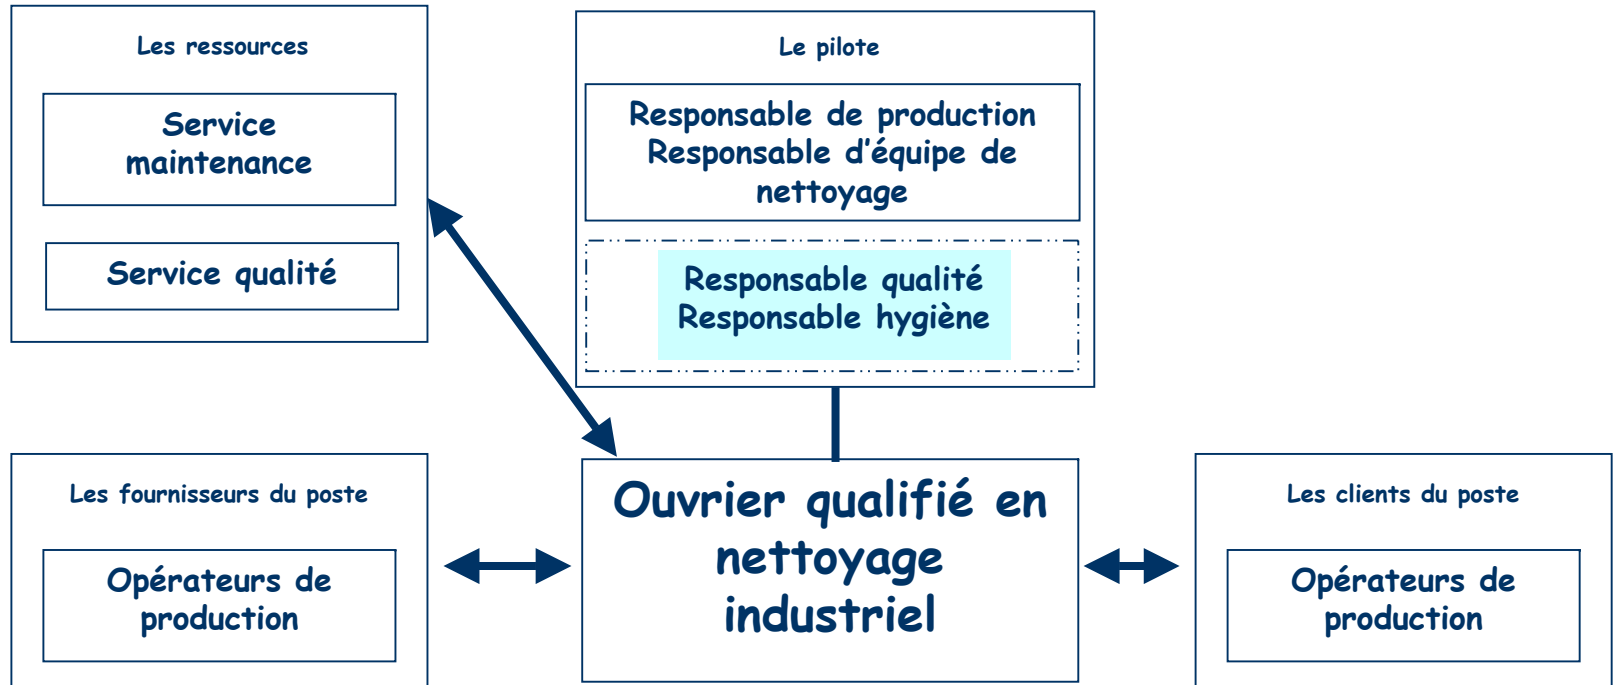 Les ressources
Service
maintenance
Service qualité
Le pilote
Responsable de production
Responsable d'équipe de
nettoyage
Responsable qualité
Responsable hygiène
Les fournisseurs du poste
Opérateurs de
production
Ouvrier qualifié en
nettoyage
industriel
Les clients du poste
Opérateurs de
production